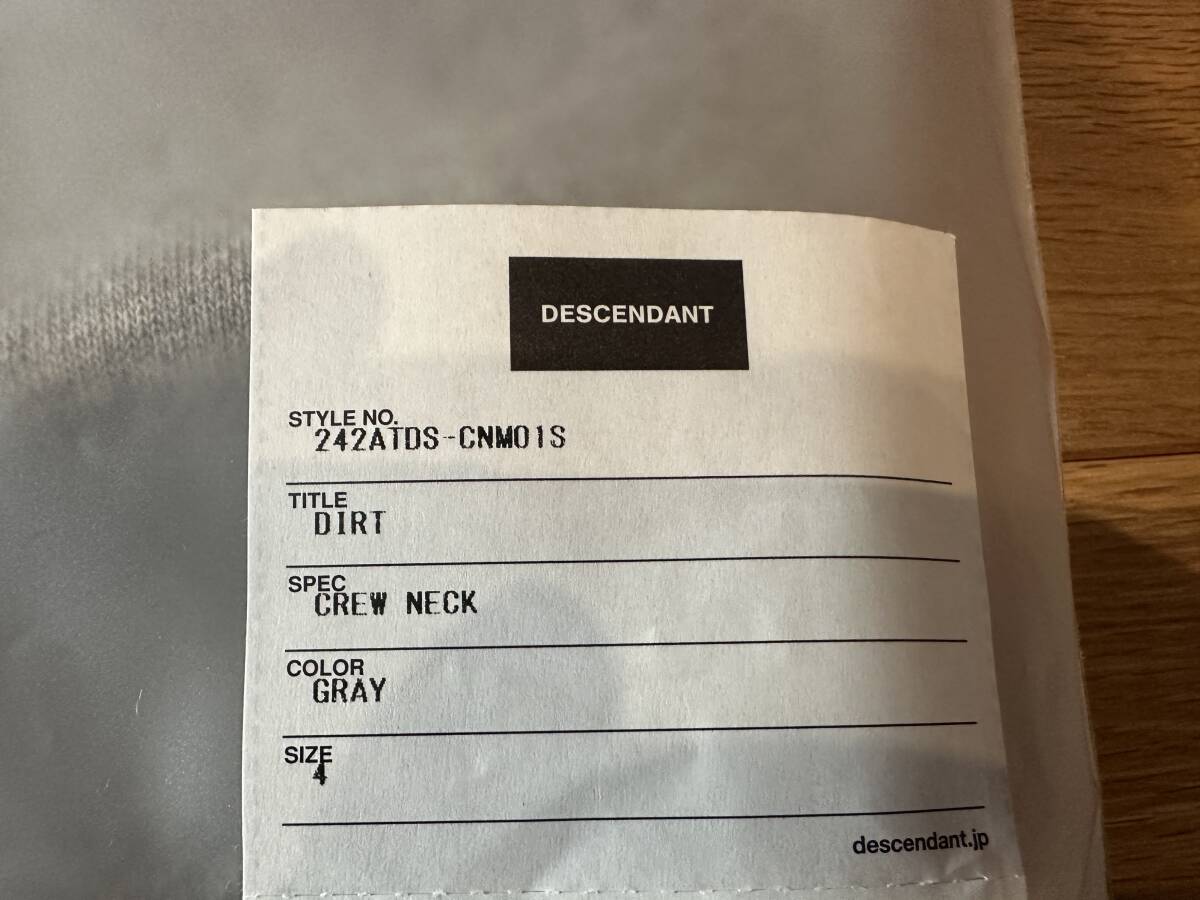 DESCENDANT
STYLE NO.
242ATDS-CNM01S
TITLE
DIRT
SPEC
CREW NECK
COLOR
GRAY
SIZE
4
descendant.jp